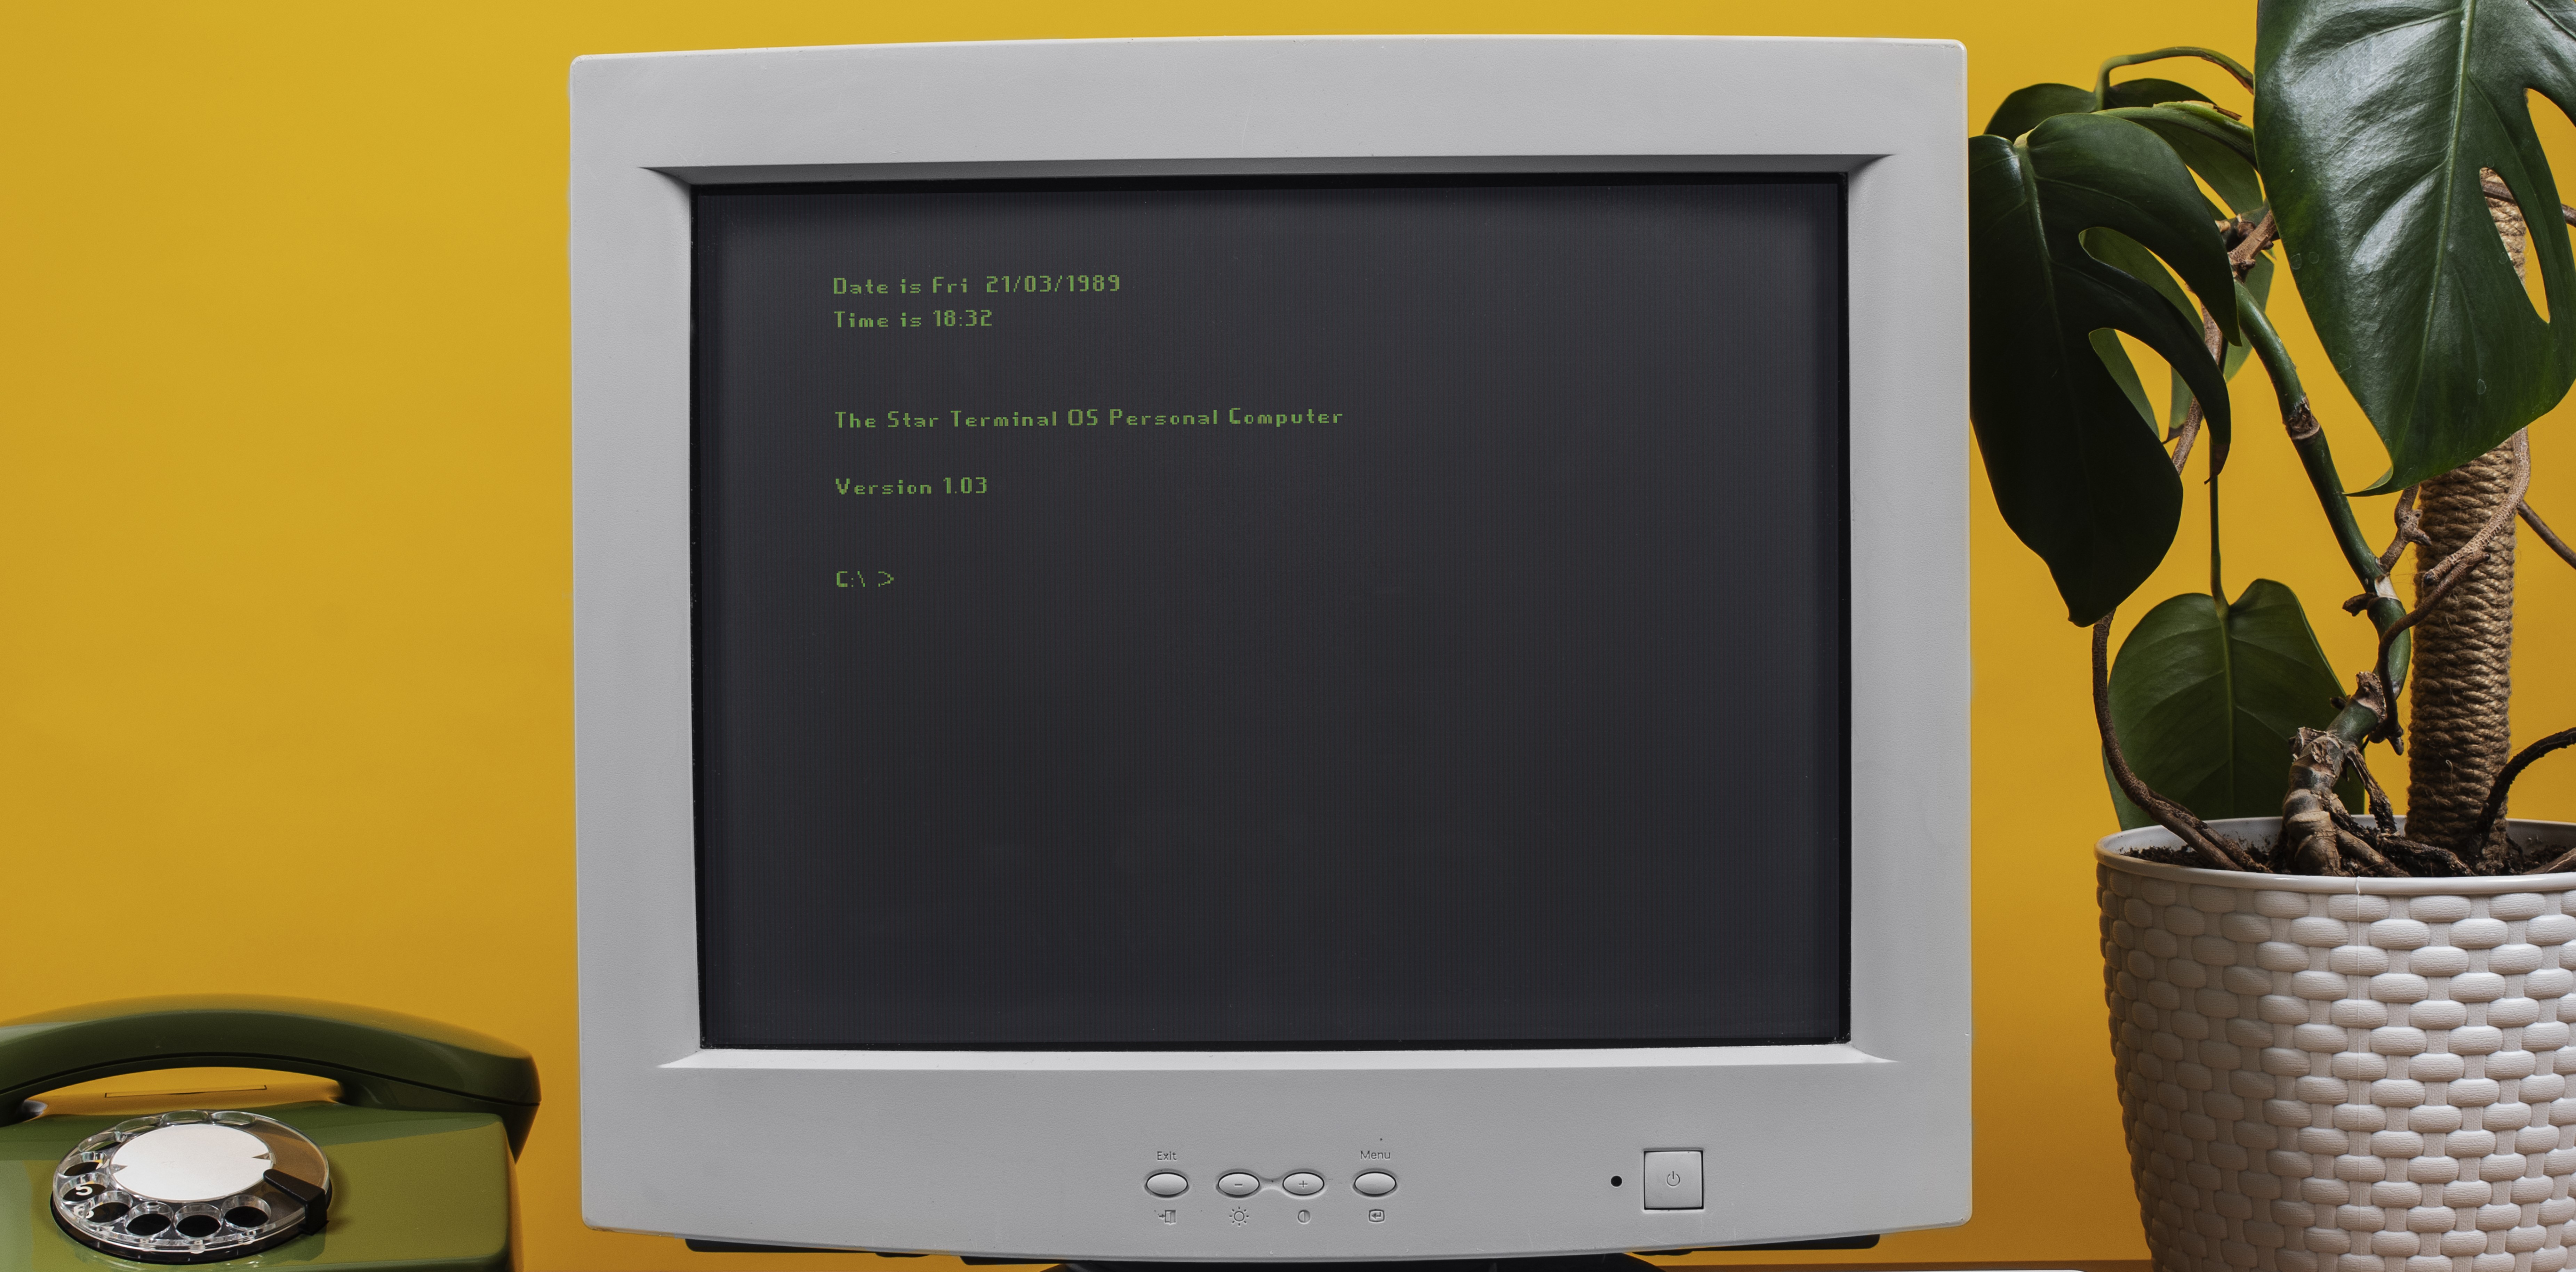 Date is Fri 21/03/1989
Time is 18:32
The Star Terminal OS Personal Computer
Version 1.03
C:\ >
Exit
Menu
5